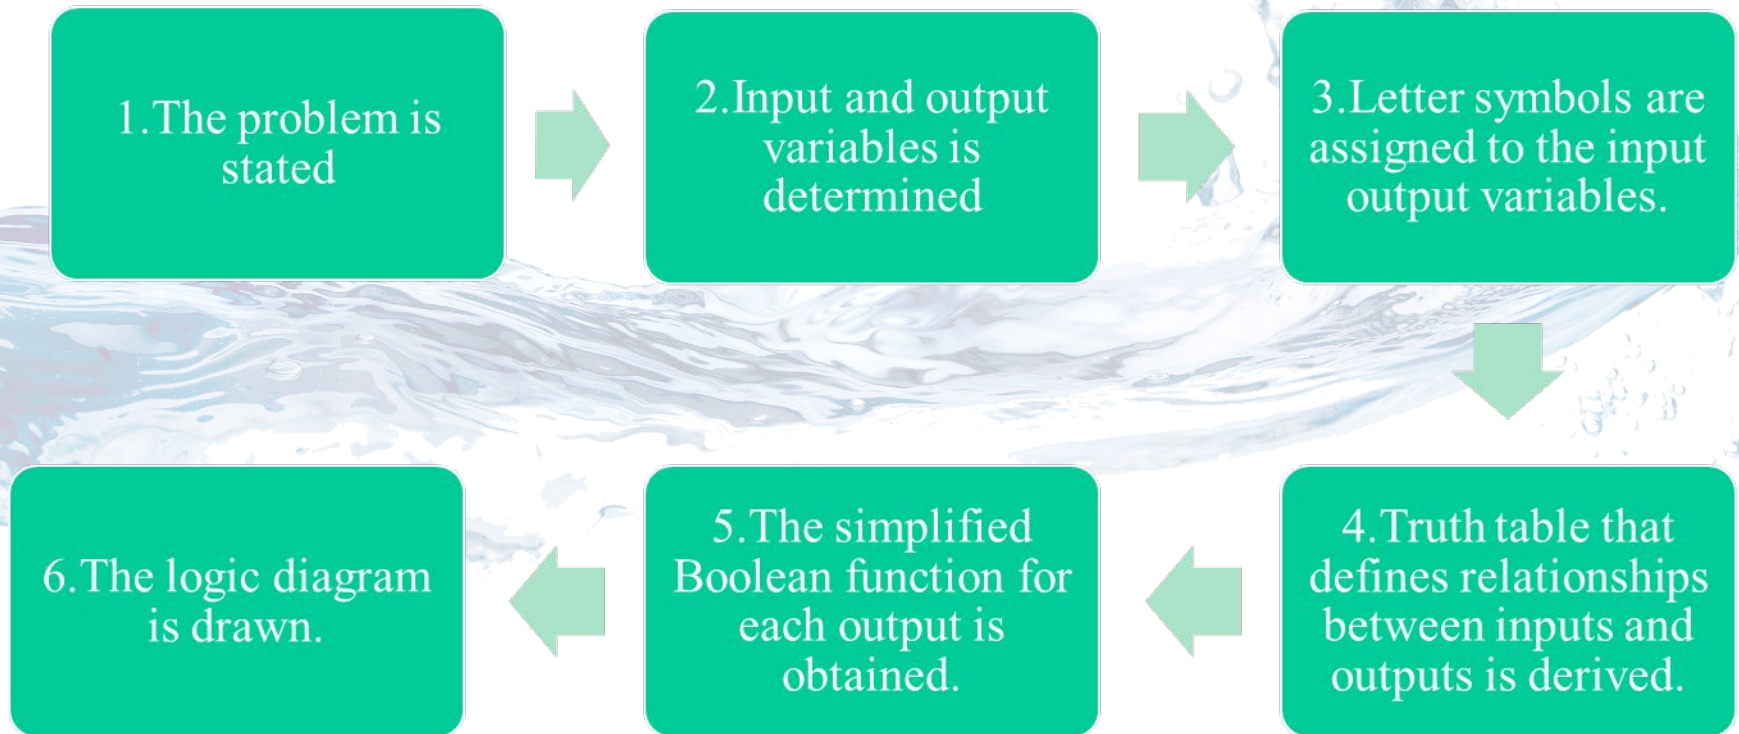 1.The problem is
stated
2.Input and output
variables is
determined
3.Letter symbols are
assigned to the input
output variables.
4.Truth table that
defines relationships
between inputs and
outputs is derived.
5.The simplified
Boolean function for
each output is
obtained.
6.The logic diagram
is drawn.